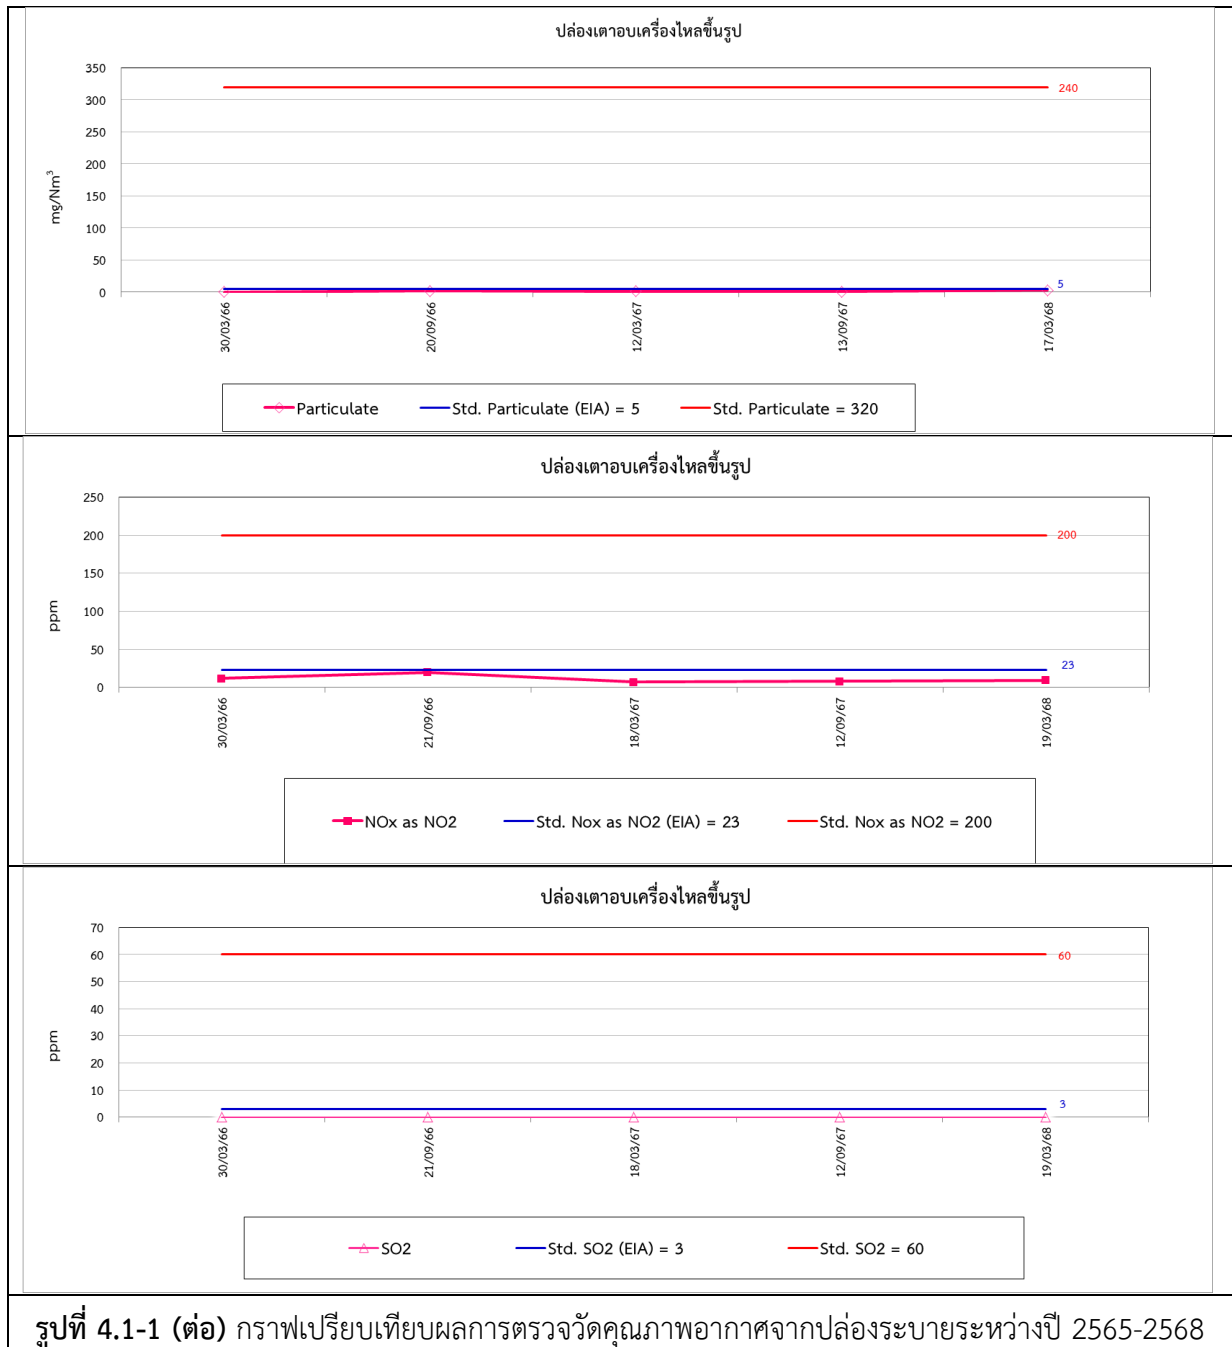 ปล่องเตาอบเครื่องไหลขึ้นรูป
350
300
250
200
150
100
50
0
mg/Nm³
240
5
30/03/66
20/09/66
12/03/67
13/09/67
17/03/68
Particulate
Std. Particulate (EIA) = 5
Std. Particulate = 320
ปล่องเตาอบเครื่องไหลขึ้นรูป
250
200
150
100
50
0
ppm
200
23
30/03/66
21/09/66
18/03/67
12/09/67
19/03/68
NOx as NO2
Std. Nox as NO2 (EIA) = 23
Std. Nox as NO2 = 200
ปล่องเตาอบเครื่องไหลขึ้นรูป
70
60
50
40
30
20
10
0
ppm
60
3
30/03/66
21/09/66
18/03/67
12/09/67
19/03/68
SO2
Std. SO2 (EIA) = 3
Std. SO2 = 60
รูปที่ 4.1-1 (ต่อ) กราฟเปรียบเทียบผลการตรวจวัดคุณภาพอากาศจากปล่องระบายระหว่างปี 2565-2568